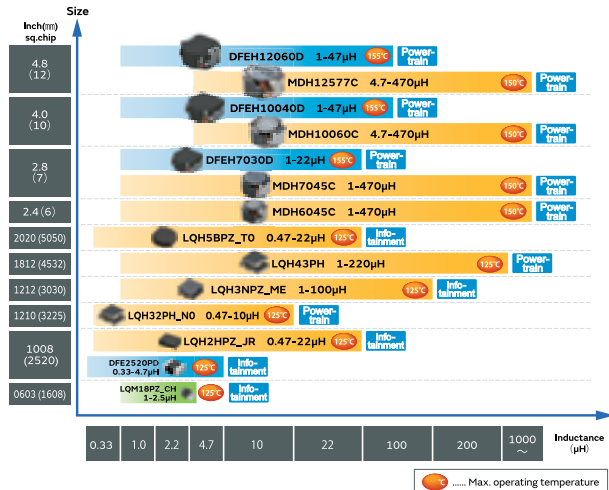 Size
Inch(㎜)
sq.chip
4.8
(12)
DFEH12060D 1-47μH 155℃ Power-
train
MDH12577C 4.7-470μH 150℃ Power-
train
4.0
(10)
DFEH10040D 1-47μH 155℃ Power-
train
MDH10060C 4.7-470μH 150℃ Power-
train
2.8
(7)
DFEH7030D 1-22μH 155℃ Power-
train
MDH7045C 1-470μH 150℃ Power-
train
2.4 (6)
MDH6045C 1-470μH 150℃ Power-
train
2020 (5050)
LQH5BPZ_T0 0.47-22μH 125℃ Info-
tainment
1812 (4532)
LQH43PH 1-220μH 125℃ Power-
train
1212 (3030)
LQH3NPZ_ME 1-100μH 125℃ Info-
tainment
1210 (3225)
LQH32PH_N0 0.47-10μH 125℃ Power-
train
1008
(2520)
LQH2HPZ_JR 0.47-22μH 125℃ Info-
tainment
DFE2520PD
0.33-4.7μH 125℃ Info-
tainment
0603 (1608)
LQM18PZ_CH
1-2.5μH 125℃ Info-
tainment
0.33 1.0 2.2 4.7 10 22 100 200 1000
～
Inductance
(μH)
℃ ...... Max. operating temperature